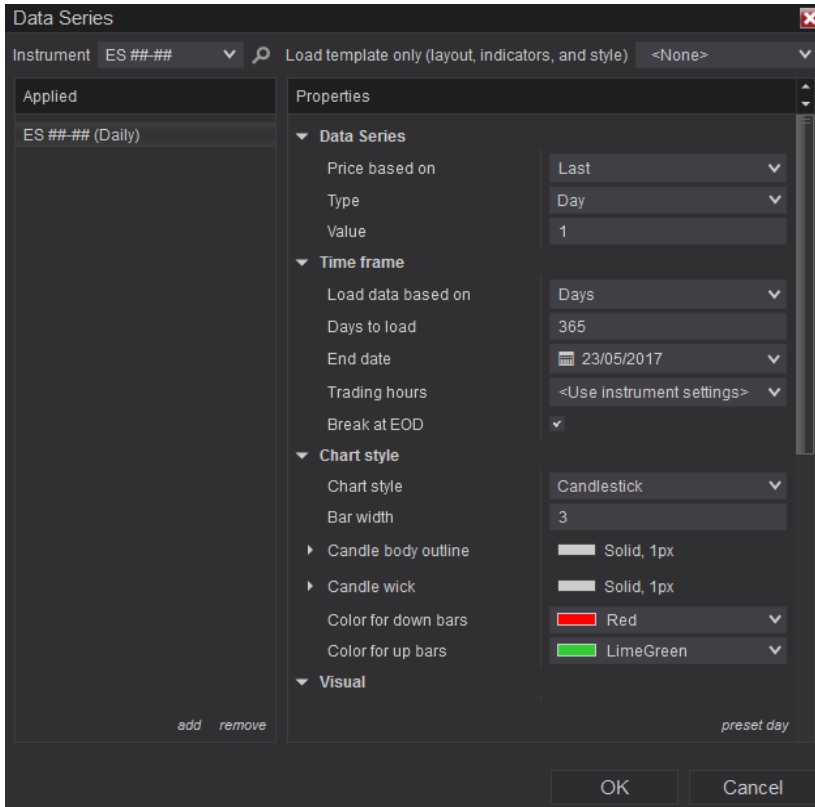 Data Series
Instrument ES ##-## Load template only (layout, indicators, and style) <None>
Applied Properties
ES ##-## (Daily)
Data Series
Price based on Last
Type Day
Value 1
Time frame
Load data based on Days
Days to load 365
End date 23/05/2017
Trading hours <Use instrument settings>
Break at EOD
Chart style
Chart style Candlestick
Bar width 3
Candle body outline Solid, 1px
Candle wick Solid, 1px
Color for down bars Red
Color for up bars LimeGreen
Visual
add remove preset day
OK Cancel